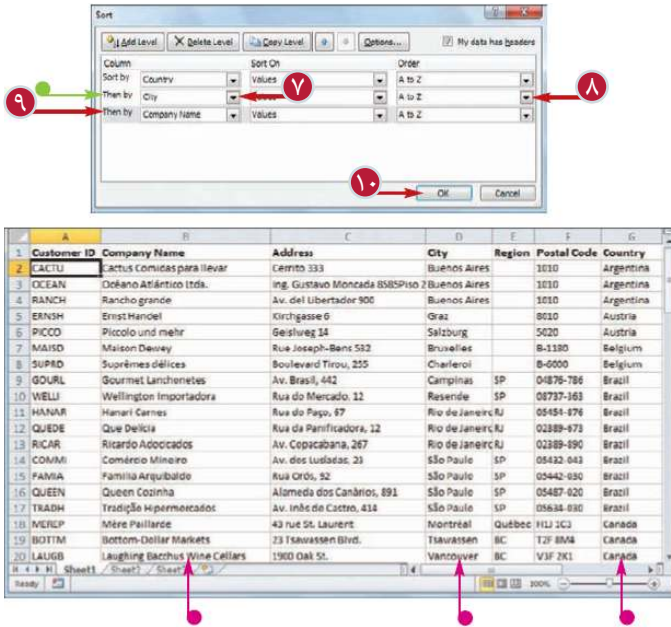 Sort
Add Level Delete Level Copy Level Options... My data has headers
Column Sort On Order
Sort by Country Values A to Z
Then by City A to Z
Then by Company Name Values A to Z
۷
۸
۹
۱۰
OK Cancel
A B C D E F G
1 Customer ID Company Name Address City Region Postal Code Country
2 CACTU Cactus Comidas para llevar Cerrito 333 Buenos Aires 1010 Argentina
3 OCEAN Océano Atlántico Ltda. Ing. Gustavo Moncada 8585Piso 2 Buenos Aires 1010 Argentina
4 RANCH Rancho grande Av. del Libertador 900 Buenos Aires 1010 Argentina
5 ERNSH Ernst Handel Kirchgasse 6 Graz 8010 Austria
6 PICCO Piccolo und mehr Geislweg 14 Salzburg 5020 Austria
7 MAISD Maison Dewey Rue Joseph-Bens 532 Bruxelles B-1180 Belgium
8 SUPRD Suprêmes délices Boulevard Tirou, 255 Charleroi B-6000 Belgium
9 GOURL Gourmet Lanchonetes Av. Brasil, 442 Campinas SP 04876-786 Brazil
10 WELLI Wellington Importadora Rua do Mercado, 12 Resende SP 08737-363 Brazil
11 HANAR Hanari Carnes Rua do Paço, 67 Rio de Janeirc RJ 05454-876 Brazil
12 QUEDE Que Delícia Rua da Panificadora, 12 Rio de Janeirc RJ 02389-673 Brazil
13 RICAR Ricardo Adocicados Av. Copacabana, 267 Rio de Janeirc RJ 02389-890 Brazil
14 COMMI Comércio Mineiro Av. dos Lusíadas, 23 São Paulo SP 05432-043 Brazil
15 FAMIA Familia Arquibaldo Rua Orós, 92 São Paulo SP 05442-030 Brazil
16 QUEEN Queen Cozinha Alameda dos Canàrios, 891 São Paulo SP 05487-020 Brazil
17 TRADH Tradição Hipermercados Av. Inês de Castro, 414 São Paulo SP 05634-030 Brazil
18 MEREP Mère Paillarde 43 rue St. Laurent Montréal Québec H1J 1C3 Canada
19 BOTTM Bottom-Dollar Markets 23 Tsawassen Blvd. Tsawassen BC T2F 8M4 Canada
20 LAUGB Laughing Bacchus Wine Cellars 1900 Oak St. Vancouver BC V3F 2K1 Canada
Sheet1 Sheet2 Sheet3
Ready 100%